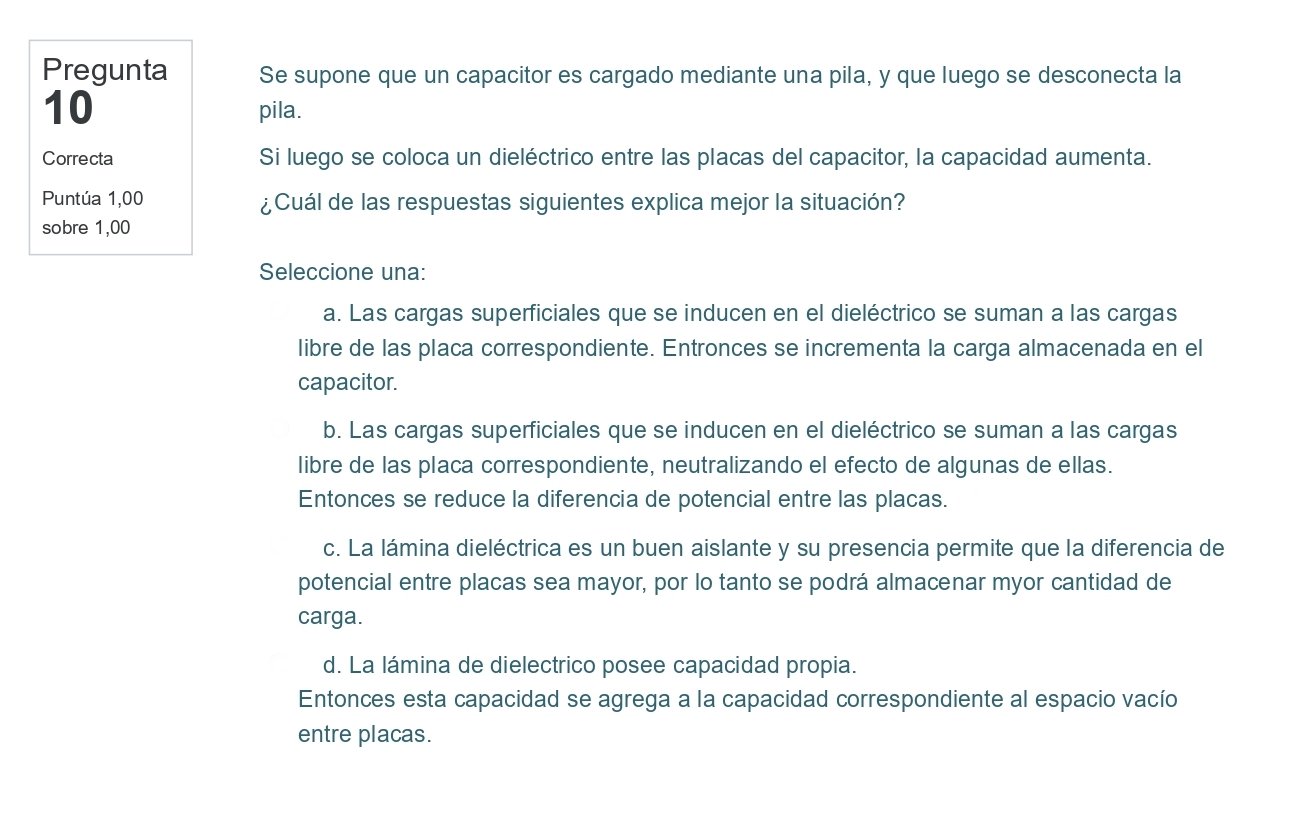 Pregunta
10
Correcta
Puntúa 1,00
sobre 1,00
Se supone que un capacitor es cargado mediante una pila, y que luego se desconecta la
pila.
Si luego se coloca un dieléctrico entre las placas del capacitor, la capacidad aumenta.
¿Cuál de las respuestas siguientes explica mejor la situación?
Seleccione una:
a. Las cargas superficiales que se inducen en el dieléctrico se suman a las cargas
libre de las placa correspondiente. Entronces se incrementa la carga almacenada en el
capacitor.
b. Las cargas superficiales que se inducen en el dieléctrico se suman a las cargas
libre de las placa correspondiente, neutralizando el efecto de algunas de ellas.
Entonces se reduce la diferencia de potencial entre las placas.
c. La lámina dieléctrica es un buen aislante y su presencia permite que la diferencia de
potencial entre placas sea mayor, por lo tanto se podrá almacenar myor cantidad de
carga.
d. La lámina de dielectrico posee capacidad propia.
Entonces esta capacidad se agrega a la capacidad correspondiente al espacio vacío
entre placas.